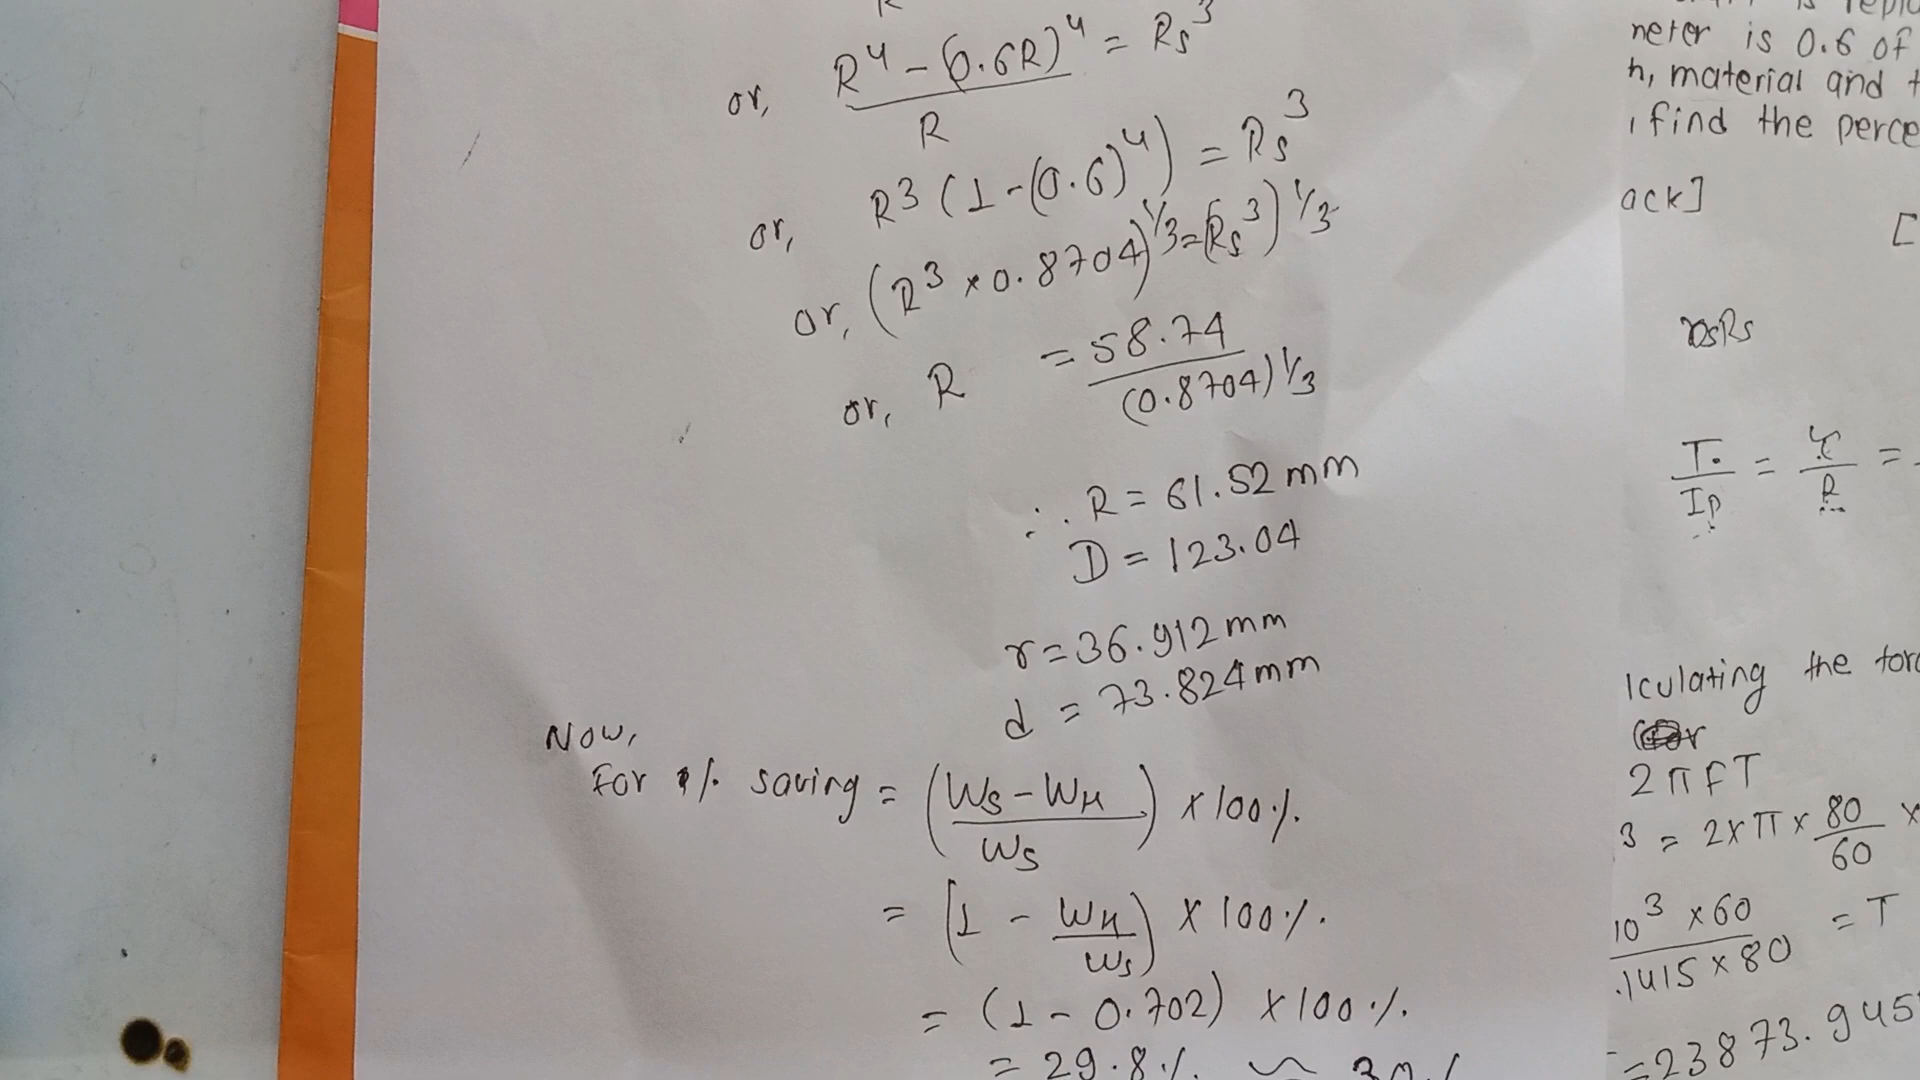 or, R⁴ - (0.6R)⁴ / R = Rs³
or, R³ (1 - (0.6)⁴) = Rs³
or, (R³ × 0.8704)^1/3 = (Rs³)^1/3
or, R = 58.74 / (0.8704)^1/3
∴ R = 61.52 mm
D = 123.04
r = 36.912 mm
d = 73.824 mm
Now,
For % saving = (Ws - WH / Ws) × 100%.
= (1 - WH / Ws) × 100%.
= (1 - 0.702) × 100%.
= 29.8%.
neter is 0.6 of
h, material and t
, find the perce
ack]
[
Rs
T / Ip = τ / R =
lculating the tor
or
2πFT
3 = 2×π× 80 / 60 ×
10³ × 60 / .1415 × 80 = T
= 23873.945